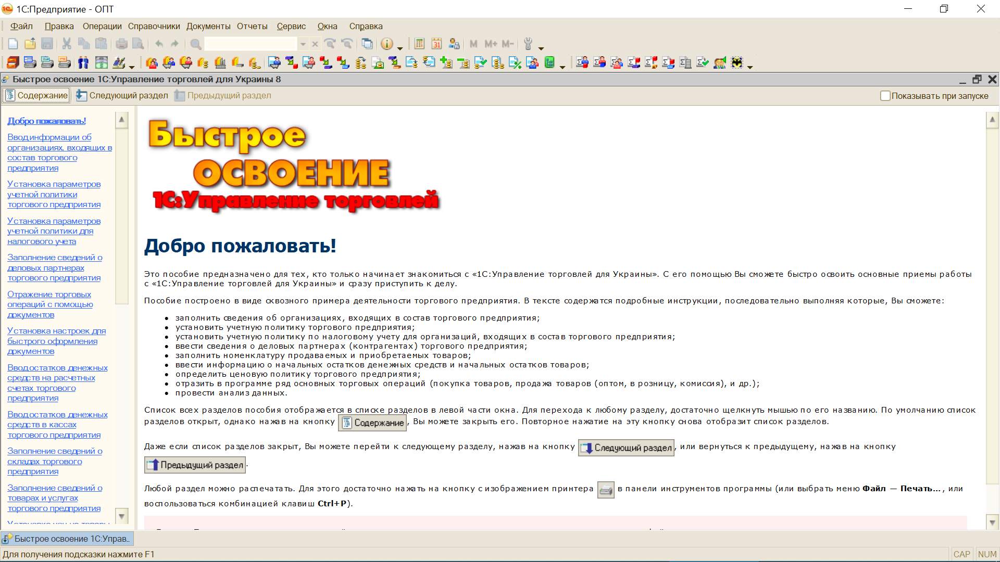 1С:Предприятие - ОПТ
Файл Правка Операции Справочники Документы Отчеты Сервис Окна Справка
M M+ M-
Быстрое освоение 1С:Управление торговлей для Украины 8
Содержание Следующий раздел Предыдущий раздел Показывать при запуске
Добро пожаловать!
Ввод информации об
организациях, входящих в
состав торгового
предприятия
Установка параметров
учетной политики
торгового предприятия
Установка параметров
учетной политики для
налогового учета
Заполнение сведений о
деловых партнерах
торгового предприятия
Отражение торговых
операций с помощью
документов
Установка настроек для
быстрого оформления
документов
Ввод остатков денежных
средств на расчетных
счетах торгового
предприятия
Ввод остатков денежных
средств в кассах
торгового предприятия
Заполнение сведений о
складах торгового
предприятия
Заполнение сведений о
товарах и услугах
торгового предприятия
Быстрое
ОСВОЕНИЕ
1С:Управление торговлей
Добро пожаловать!
Это пособие предназначено для тех, кто только начинает знакомиться с «1С:Управление торговлей для Украины». С его помощью Вы сможете быстро освоить основные приемы работы
с «1С:Управление торговлей для Украины» и сразу приступить к делу.
Пособие построено в виде сквозного примера деятельности торгового предприятия. В тексте содержатся подробные инструкции, последовательно выполняя которые, Вы сможете:
заполнить сведения об организациях, входящих в состав торгового предприятия;
установить учетную политику торгового предприятия;
установить учетную политику по налоговому учету для организаций, входящих в состав торгового предприятия;
ввести сведения о деловых партнерах (контрагентах) торгового предприятия;
заполнить номенклатуру продаваемых и приобретаемых товаров;
ввести информацию о начальных остатков денежных средств и начальных остатков товаров;
определить ценовую политику торгового предприятия;
отразить в программе ряд основных торговых операций (покупка товаров, продажа товаров (оптом, в розницу, комиссия), и др.);
провести анализ данных.
Список всех разделов пособия отображается в списке разделов в левой части окна. Для перехода к любому разделу, достаточно щелкнуть мышью по его названию. По умолчанию список
разделов открыт, однако нажав на кнопку Содержание, Вы можете закрыть его. Повторное нажатие на эту кнопку снова отобразит список разделов.
Даже если список разделов закрыт, Вы можете перейти к следующему разделу, нажав на кнопку Следующий раздел, или вернуться к предыдущему, нажав на кнопку
Предыдущий раздел.
Любой раздел можно распечатать. Для этого достаточно нажать на кнопку с изображением принтера в панели инструментов программы (или выбрать меню Файл — Печать..., или
воспользоваться комбинацией клавиш Ctrl+P).
Быстрое освоение 1С:Управ...
Для получения подсказки нажмите F1 CAP NUM